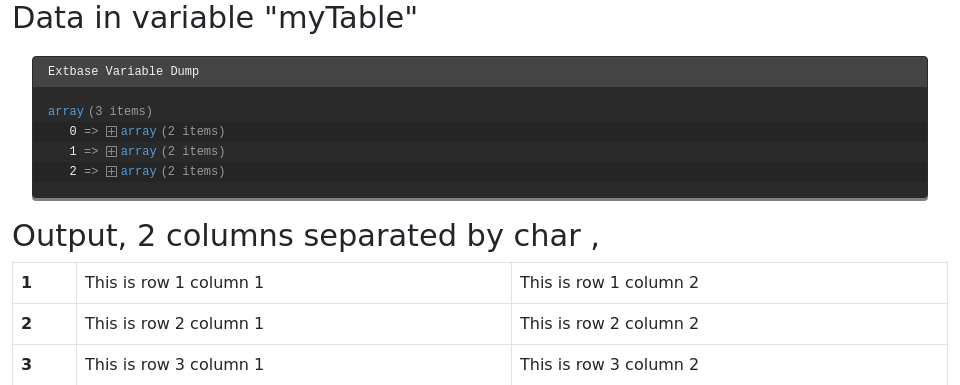 Data in variable "myTable"
Extbase Variable Dump
array (3 items)
0 => array (2 items)
1 => array (2 items)
2 => array (2 items)
Output, 2 columns separated by char ,
1 This is row 1 column 1 This is row 1 column 2
2 This is row 2 column 1 This is row 2 column 2
3 This is row 3 column 1 This is row 3 column 2